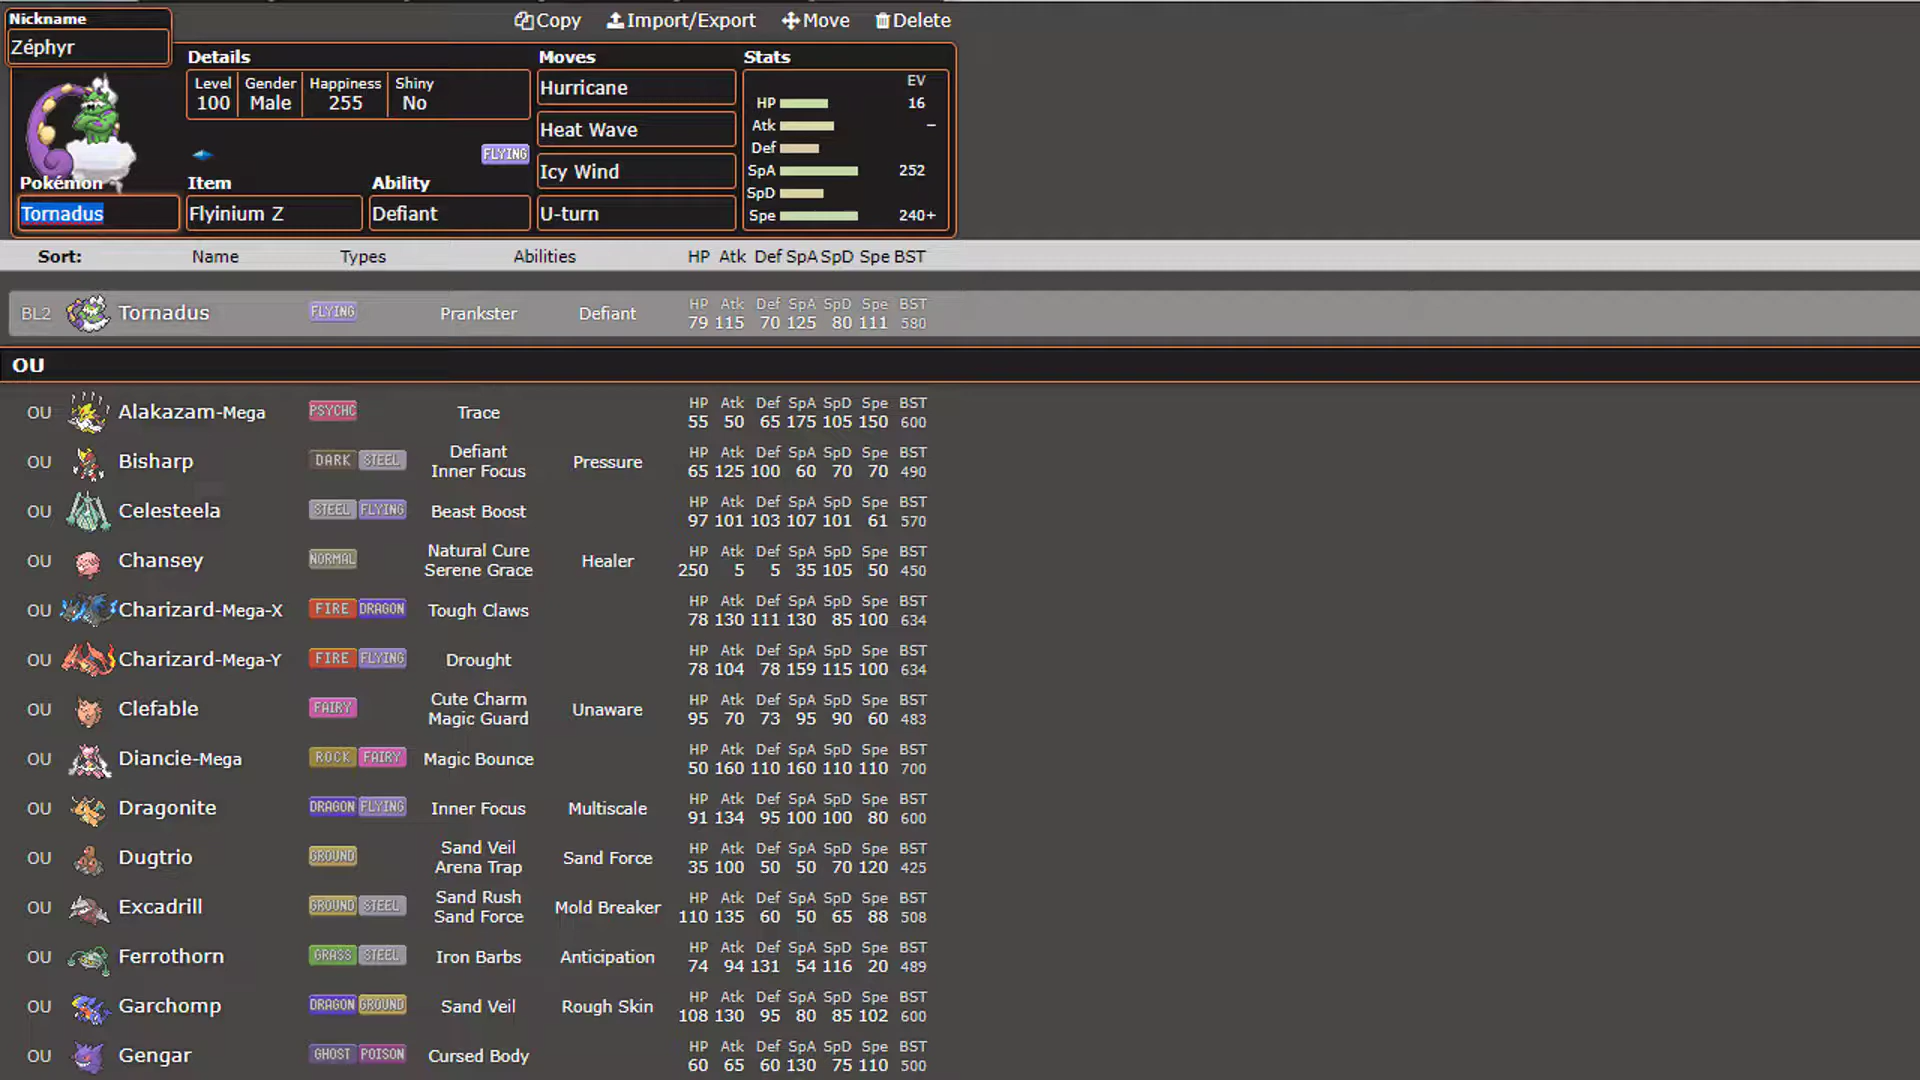 Nickname
Zéphyr
Copy Import/Export Move Delete
Details
Level Gender Happiness Shiny
100 Male 255 No
FLYING
Pokémon Item Ability
Tornadus Flyinium Z Defiant
Moves
Hurricane
Heat Wave
Icy Wind
U-turn
Stats
EV
HP 16
Atk –
Def
SpA 252
SpD
Spe 240+
Sort: Name Types Abilities HP Atk Def SpA SpD Spe BST
BL2 Tornadus FLYING Prankster Defiant HP 79 Atk 115 Def 70 SpA 125 SpD 80 Spe 111 BST 580
OU
OU Alakazam-Mega PSYCHC Trace HP 55 Atk 50 Def 65 SpA 175 SpD 105 Spe 150 BST 600
OU Bisharp DARK STEEL Defiant Inner Focus Pressure HP 65 Atk 125 Def 100 SpA 60 SpD 70 Spe 70 BST 490
OU Celesteela STEEL FLYING Beast Boost HP 97 Atk 101 Def 103 SpA 107 SpD 101 Spe 61 BST 570
OU Chansey NORMAL Natural Cure Serene Grace Healer HP 250 Atk 5 Def 5 SpA 35 SpD 105 Spe 50 BST 450
OU Charizard-Mega-X FIRE DRAGON Tough Claws HP 78 Atk 130 Def 111 SpA 130 SpD 85 Spe 100 BST 634
OU Charizard-Mega-Y FIRE FLYING Drought HP 78 Atk 104 Def 78 SpA 159 SpD 115 Spe 100 BST 634
OU Clefable FAIRY Cute Charm Magic Guard Unaware HP 95 Atk 70 Def 73 SpA 95 SpD 90 Spe 60 BST 483
OU Diancie-Mega ROCK FAIRY Magic Bounce HP 50 Atk 160 Def 110 SpA 160 SpD 110 Spe 110 BST 700
OU Dragonite DRAGON FLYING Inner Focus Multiscale HP 91 Atk 134 Def 95 SpA 100 SpD 100 Spe 80 BST 600
OU Dugtrio GROUND Sand Veil Arena Trap Sand Force HP 35 Atk 100 Def 50 SpA 50 SpD 70 Spe 120 BST 425
OU Excadrill GROUND STEEL Sand Rush Sand Force Mold Breaker HP 110 Atk 135 Def 60 SpA 50 SpD 65 Spe 88 BST 508
OU Ferrothorn GRASS STEEL Iron Barbs Anticipation HP 74 Atk 94 Def 131 SpA 54 SpD 116 Spe 20 BST 489
OU Garchomp DRAGON GROUND Sand Veil Rough Skin HP 108 Atk 130 Def 95 SpA 80 SpD 85 Spe 102 BST 600
OU Gengar GHOST POISON Cursed Body HP 60 Atk 65 Def 60 SpA 130 SpD 75 Spe 110 BST 500